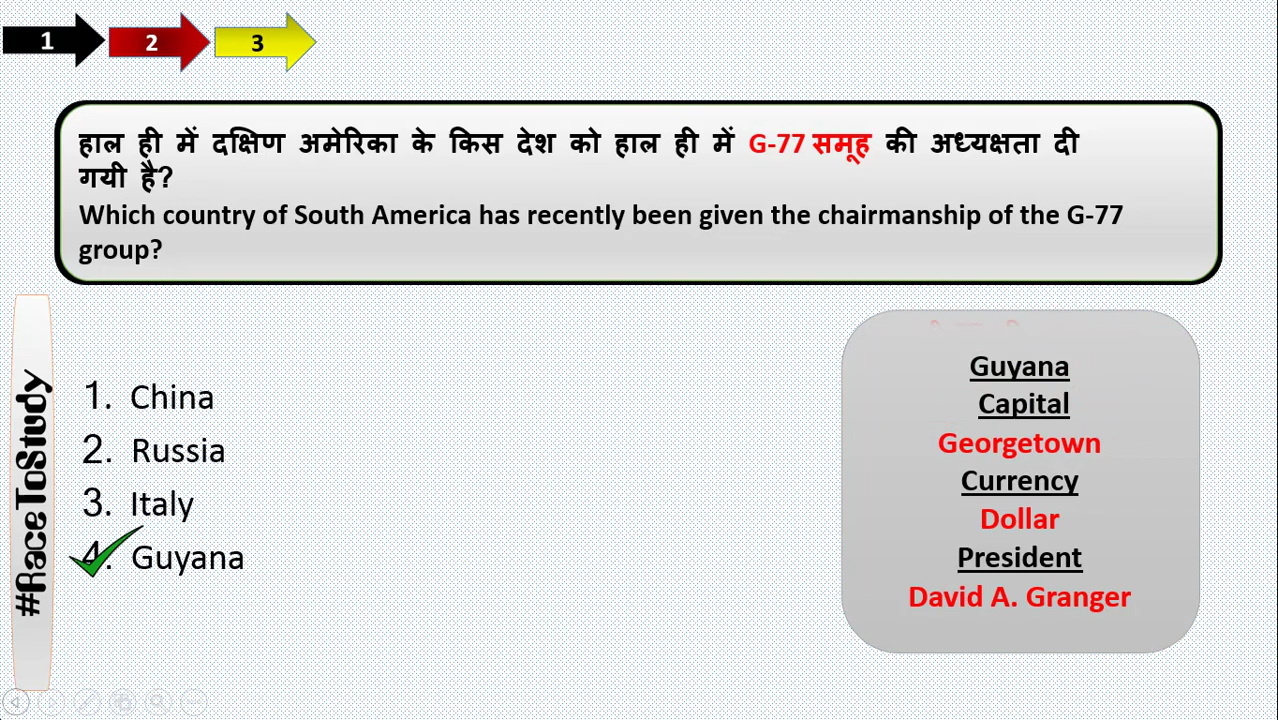 1 2 3
हाल ही में दक्षिण अमेरिका के किस देश को हाल ही में G-77 समूह की अध्यक्षता दी
गयी है?
Which country of South America has recently been given the chairmanship of the G-77
group?
#RaceToStudy
1. China
2. Russia
3. Italy
4. Guyana
Guyana
Capital
Georgetown
Currency
Dollar
President
David A. Granger